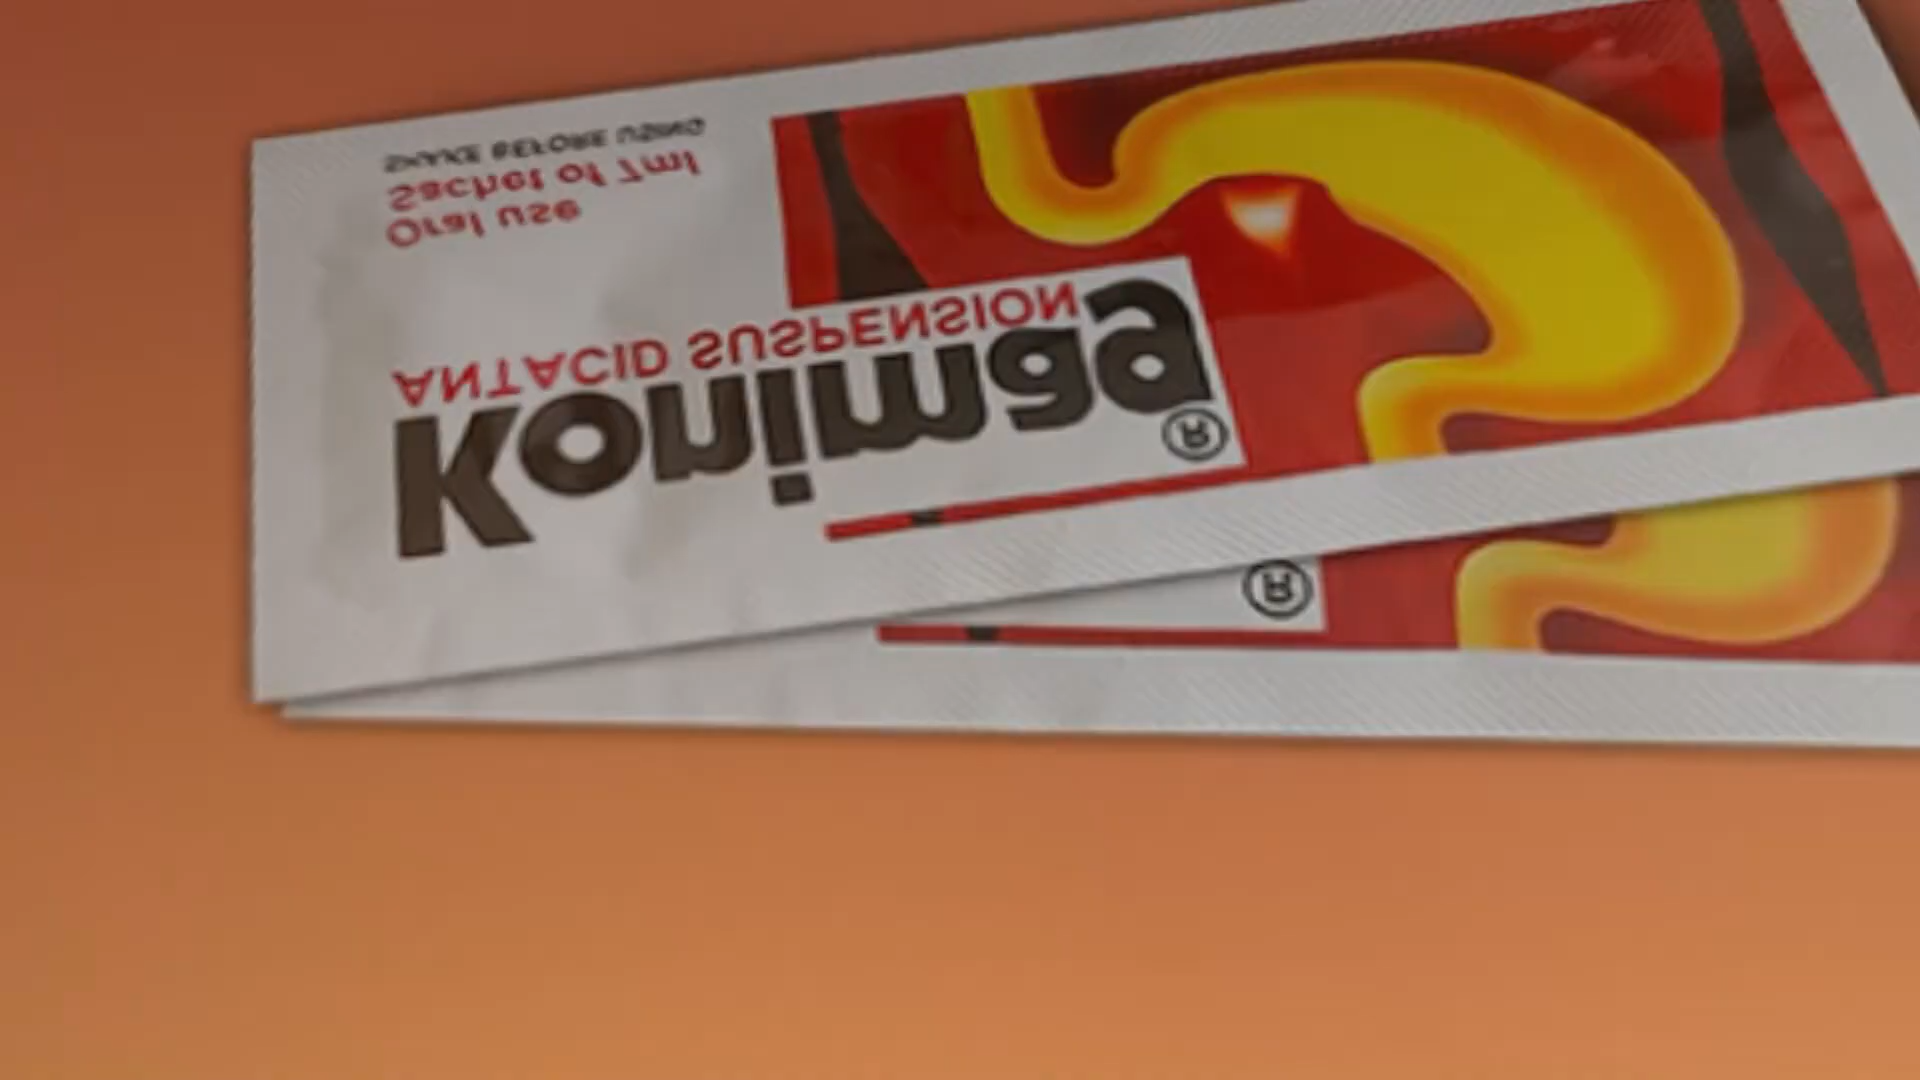 ®
Konimag®
ANTACID SUSPENSION
Oral use
Sachet of 7ml
SHAKE BEFORE USING